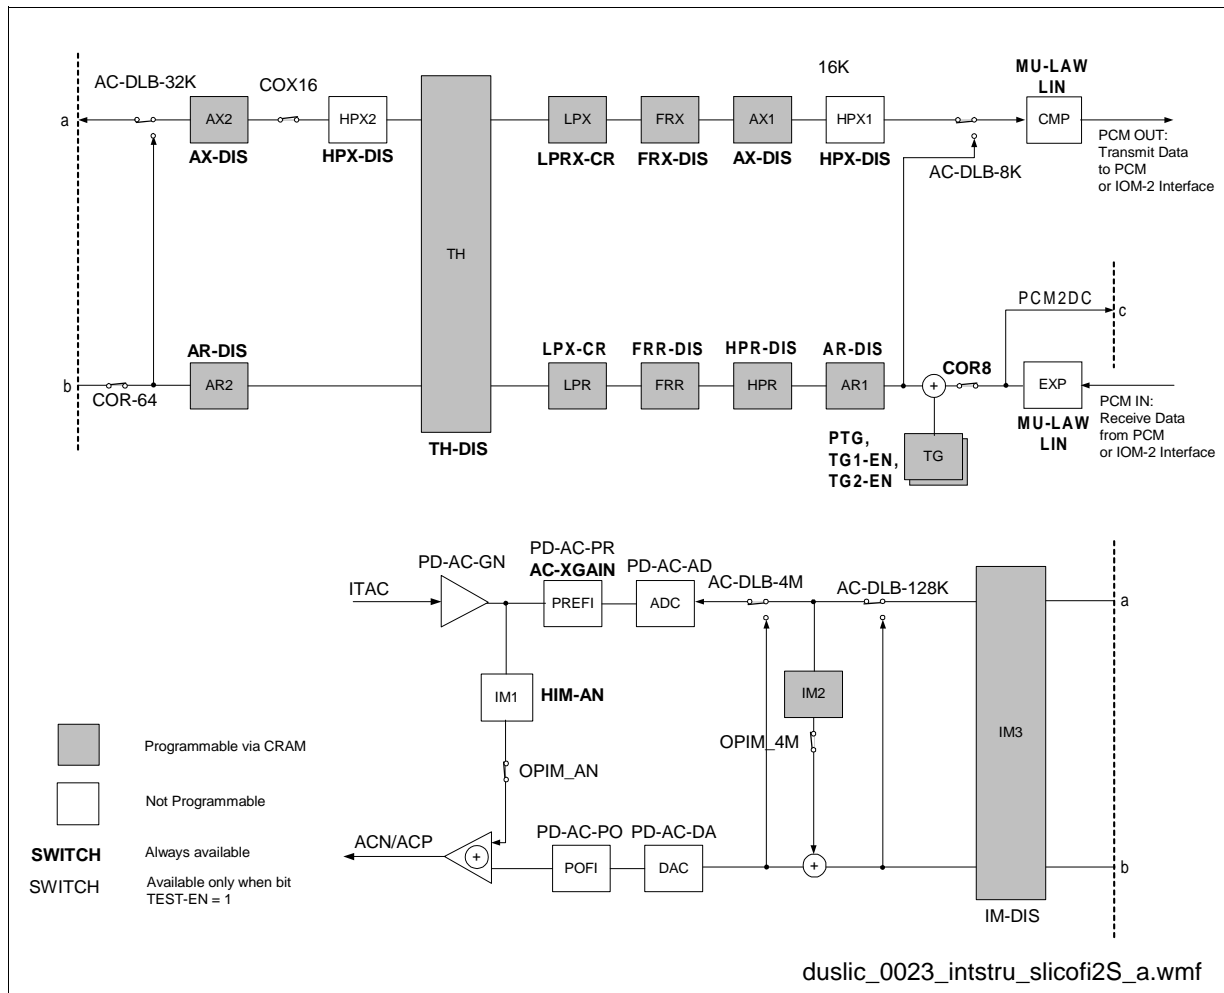 AC-DLB-32K
COX16
16K
MU-LAW
LIN
a
AX2
HPX2
LPX
FRX
AX1
HPX1
CMP
AX-DIS
HPX-DIS
LPRX-CR
FRX-DIS
AX-DIS
HPX-DIS
AC-DLB-8K
PCM OUT:
Transmit Data
to PCM
or IOM-2 Interface
TH
PCM2DC
c
AR-DIS
LPX-CR
FRR-DIS
HPR-DIS
AR-DIS
COR8
b
COR-64
AR2
LPR
FRR
HPR
AR1
+
EXP
PCM IN:
Receive Data
from PCM
or IOM-2 Interface
MU-LAW
LIN
TH-DIS
PTG,
TG1-EN,
TG2-EN
TG
PD-AC-GN
PD-AC-PR
AC-XGAIN
PD-AC-AD
AC-DLB-4M
AC-DLB-128K
ITAC
PREFI
ADC
a
IM1
HIM-AN
IM2
IM3
OPIM_4M
OPIM_AN
PD-AC-PO
PD-AC-DA
ACN/ACP
+
POFI
DAC
+
b
IM-DIS
Programmable via CRAM
Not Programmable
SWITCH
Always available
SWITCH
Available only when bit
TEST-EN = 1
duslic_0023_intstru_slicofi2S_a.wmf